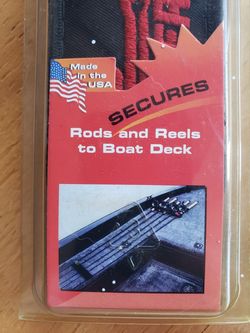 Made
in the
USA
SECURES
Rods and Reels
to Boat Deck